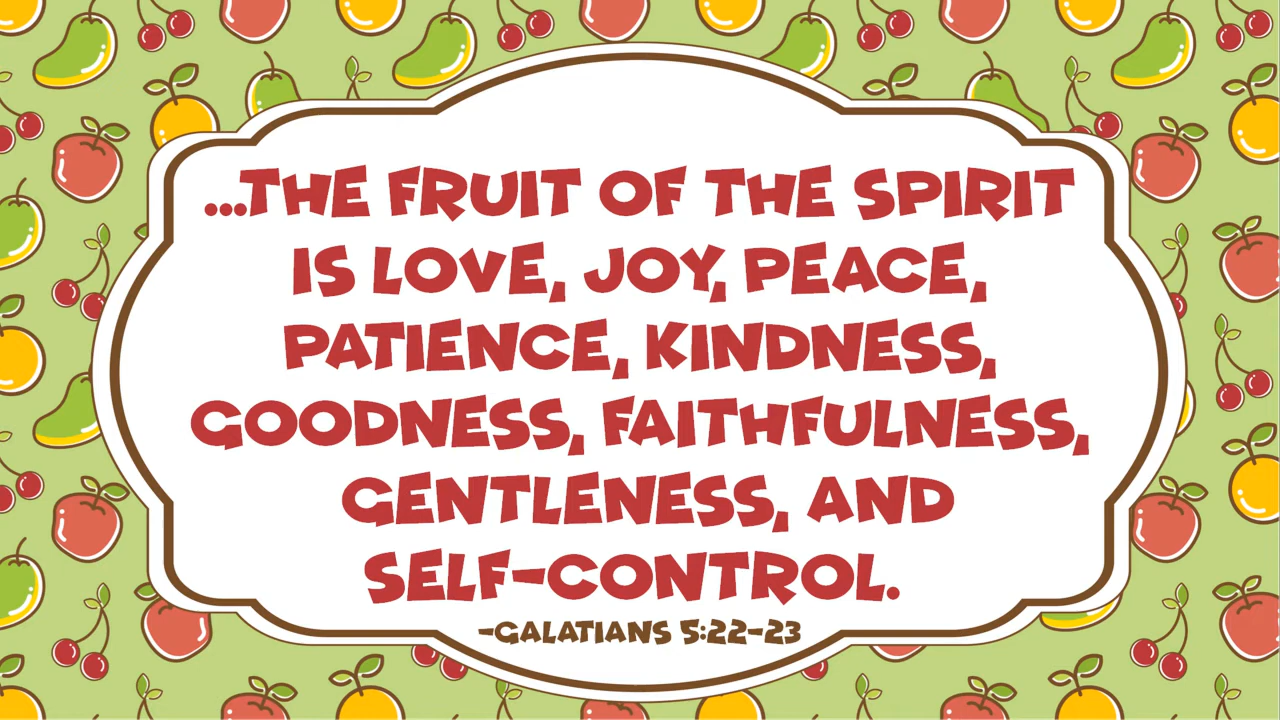 ...THE FRUIT OF THE SPIRIT
IS LOVE, JOY, PEACE,
PATIENCE, KINDNESS,
GOODNESS, FAITHFULNESS,
GENTLENESS, AND
SELF-CONTROL.
-GALATIANS 5:22-23